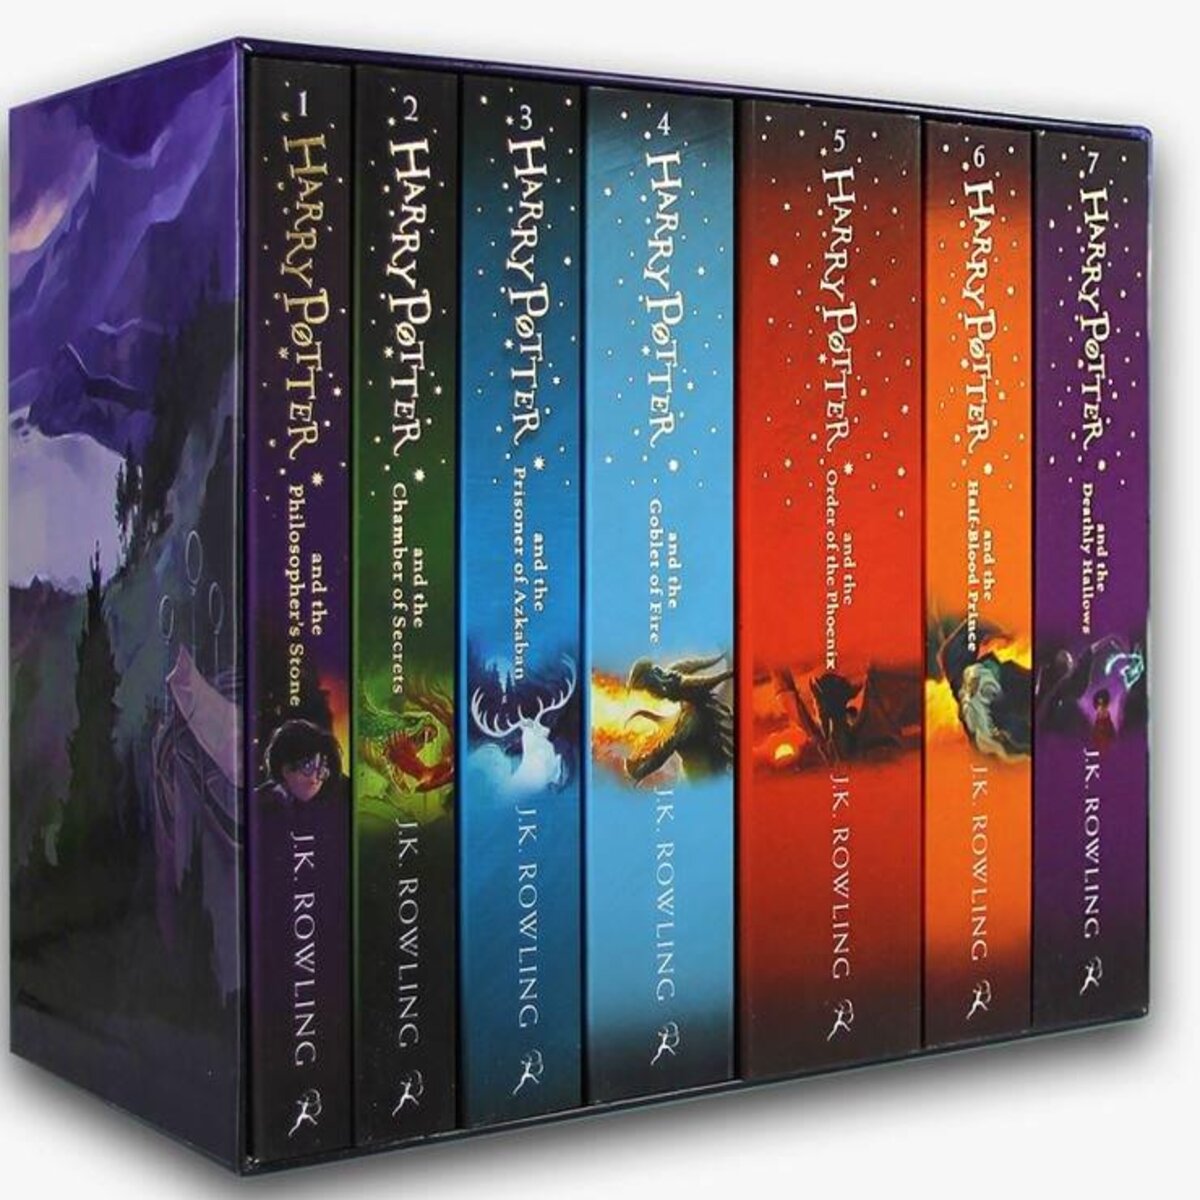 1
HARRY POTTER
and the
Philosopher's Stone
J.K. ROWLING
2
HARRY POTTER
and the
Chamber of Secrets
J.K. ROWLING
3
HARRY POTTER
and the
Prisoner of Azkaban
J.K. ROWLING
4
HARRY POTTER
and the
Goblet of Fire
J.K. ROWLING
5
HARRY POTTER
and the
Order of the Phoenix
J.K. ROWLING
6
HARRY POTTER
and the
Half-Blood Prince
J.K. ROWLING
7
HARRY POTTER
and the
Deathly Hallows
J.K. ROWLING